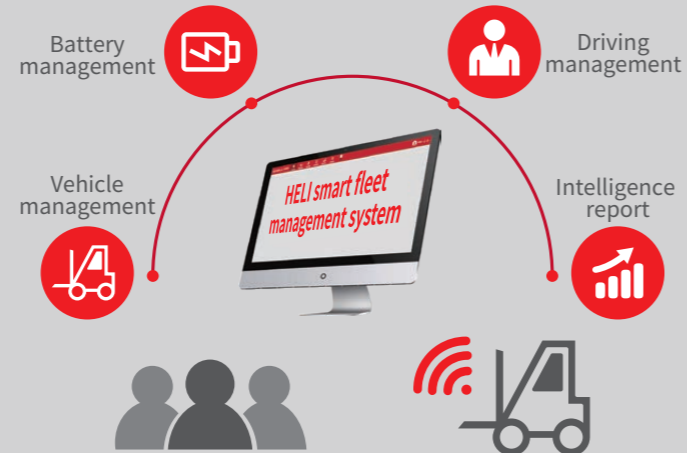 Battery
management
Driving
management
Vehicle
management
HELI smart fleet
management system
Intelligence
report